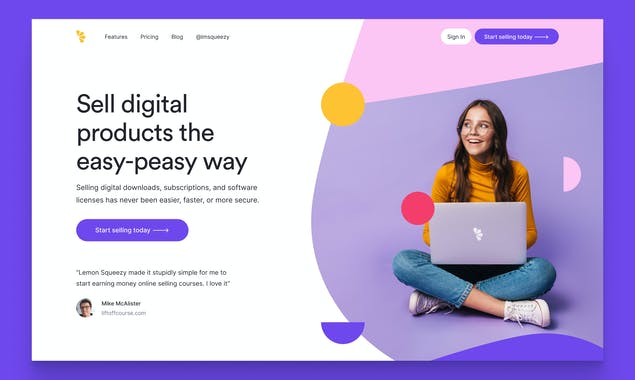 Features Pricing Blog @lmsqueezy
Sign In Start selling today
Sell digital
products the
easy-peasy way
Selling digital downloads, subscriptions, and software
licenses has never been easier, faster, or more secure.
Start selling today
“Lemon Squeezy made it stupidly simple for me to
start earning money online selling courses. I love it”
Mike McAlister
liftoffcourse.com